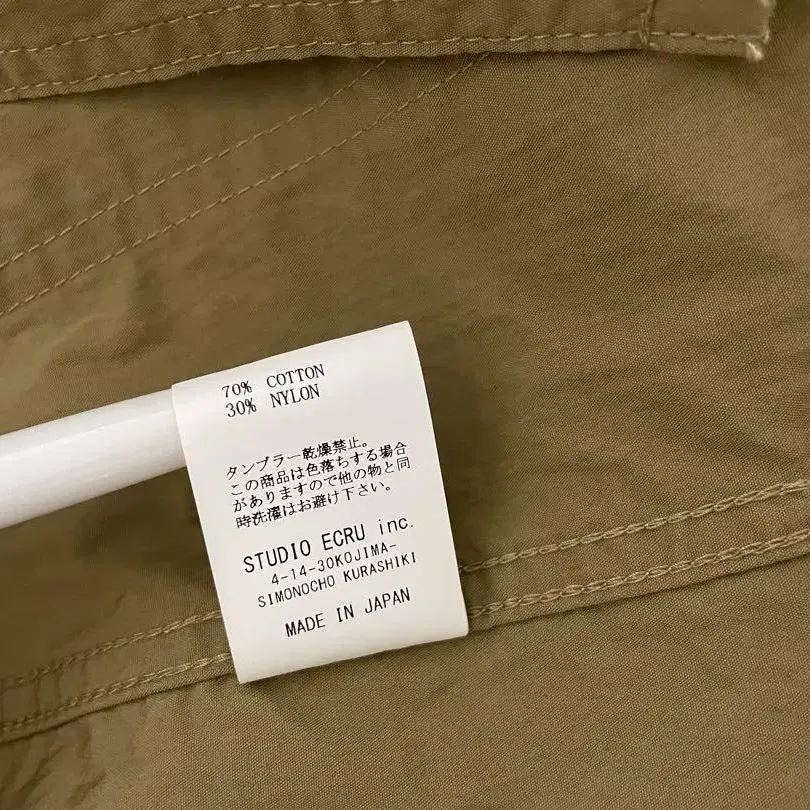 70% COTTON
30% NYLON
タンブラー乾燥禁止。
この商品は色落ちする場合
がありますので他の物と同
時洗濯はお避け下さい。
STUDIO ECRU inc.
4-14-30KOJIMA-
SIMONOCHO KURASHIKI
MADE IN JAPAN